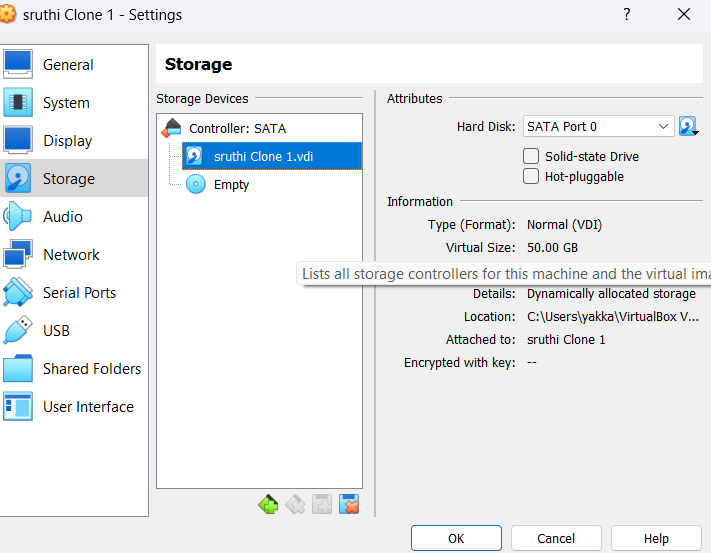 sruthi Clone 1 - Settings
?
General
System
Display
Storage
Audio
Network
Serial Ports
USB
Shared Folders
User Interface
Storage
Storage Devices
Controller: SATA
sruthi Clone 1.vdi
Empty
Attributes
Hard Disk: SATA Port 0
Solid-state Drive
Hot-pluggable
Information
Type (Format): Normal (VDI)
Virtual Size: 50.00 GB
Lists all storage controllers for this machine and the virtual ima
Details: Dynamically allocated storage
Location: C:\Users\yakka\VirtualBox V...
Attached to: sruthi Clone 1
Encrypted with key: --
OK
Cancel
Help